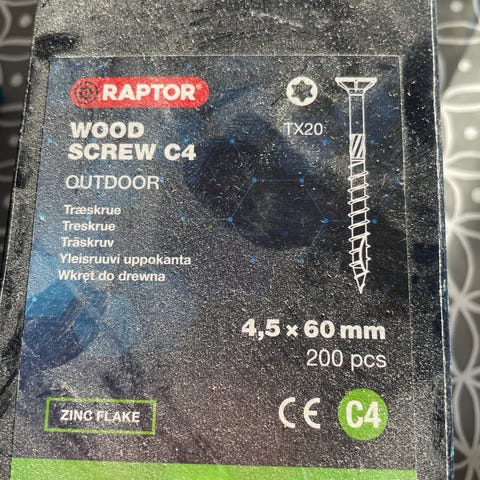 RAPTOR®
WOOD
SCREW C4
OUTDOOR
TX20
Træskrue
Treskrue
Träskruv
Yleisruuvi uppokanta
Wkręt do drewna
4,5 x 60 mm
200 pcs
ZINC FLAKE
CE
C4